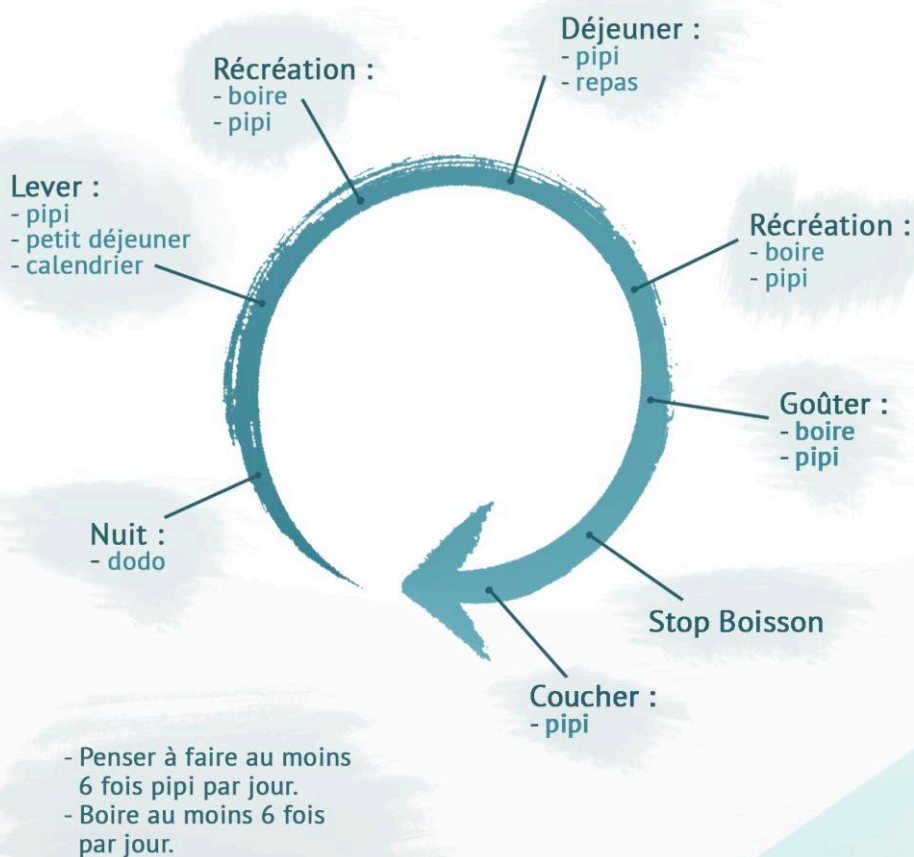 Déjeuner :
- pipi
- repas
Récréation :
- boire
- pipi
Lever :
- pipi
- petit déjeuner
- calendrier
Récréation :
- boire
- pipi
Goûter :
- boire
- pipi
Nuit :
- dodo
Stop Boisson
Coucher :
- pipi
- Penser à faire au moins
6 fois pipi par jour.
- Boire au moins 6 fois
par jour.